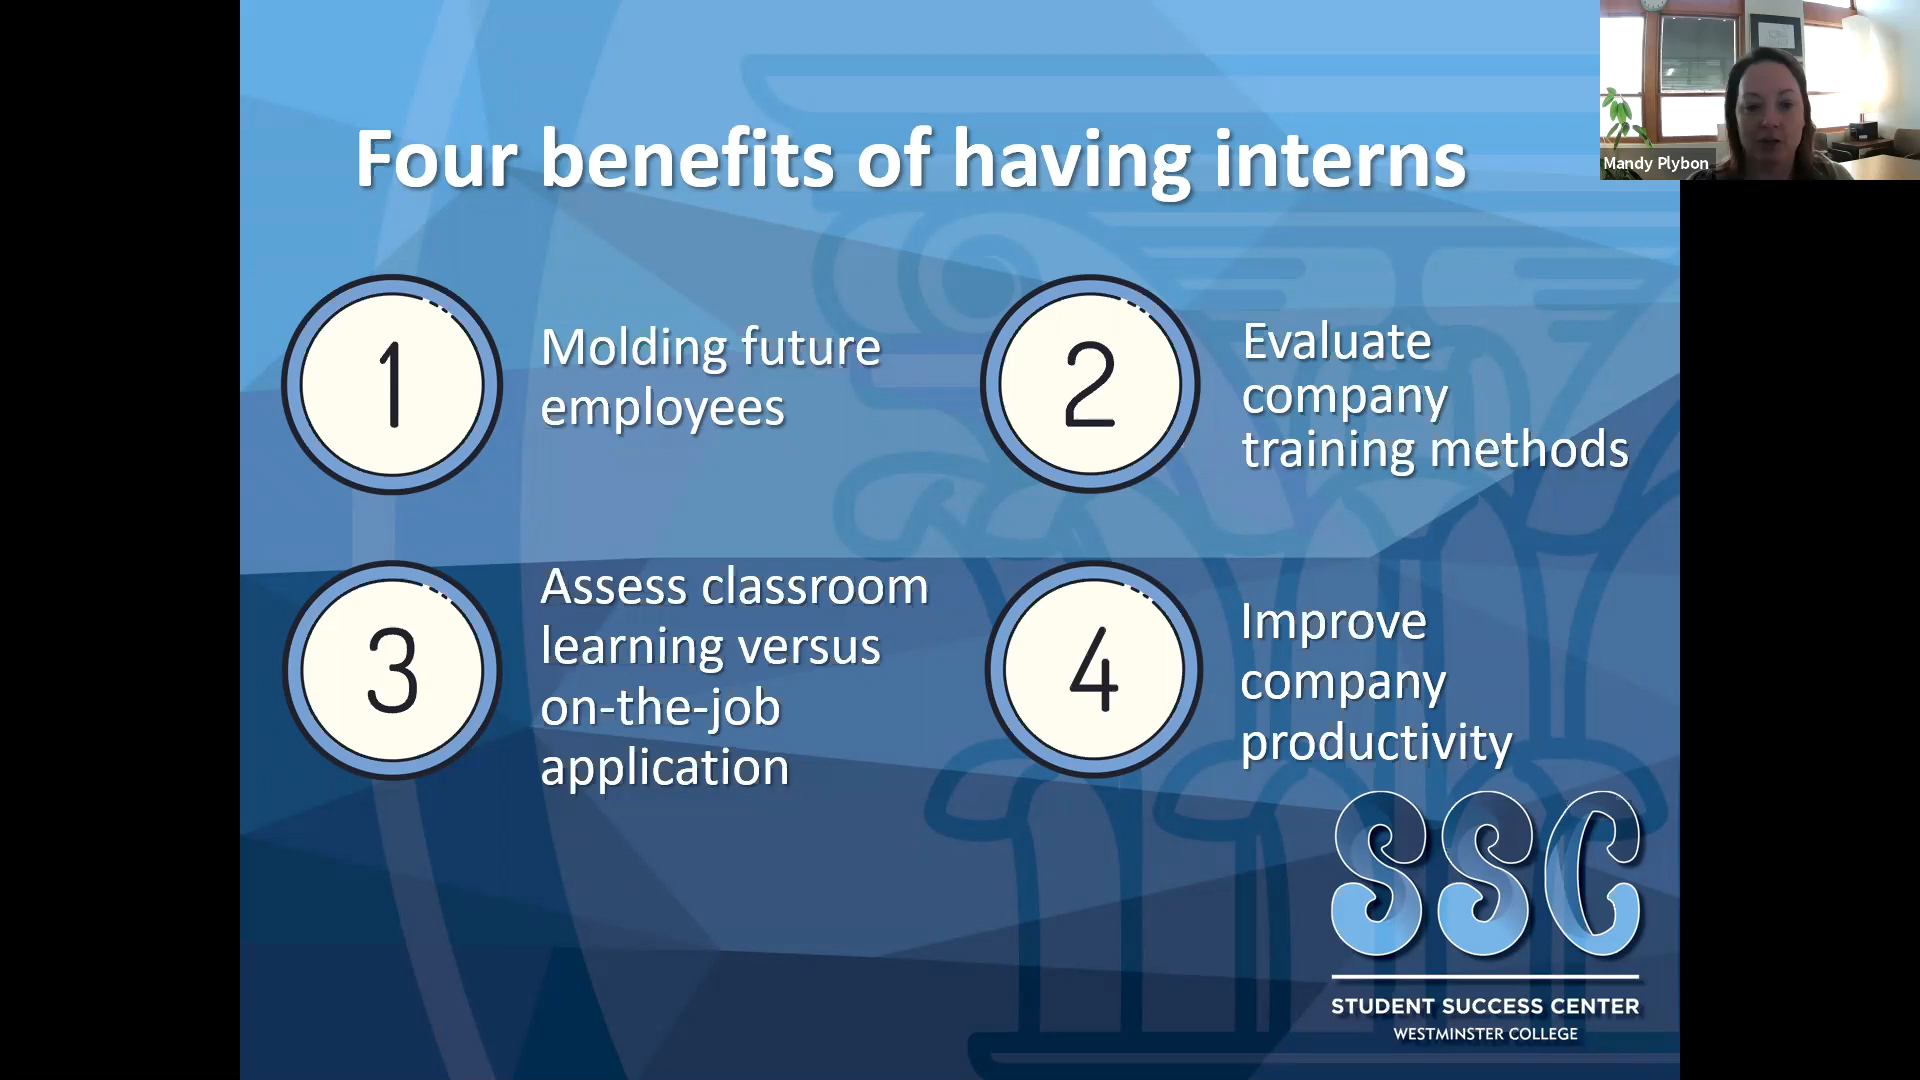 Four benefits of having interns
Mandy Plybon
1
Molding future
employees
2
Evaluate
company
training methods
3
Assess classroom
learning versus
on-the-job
application
4
Improve
company
productivity
SSC
STUDENT SUCCESS CENTER
WESTMINSTER COLLEGE